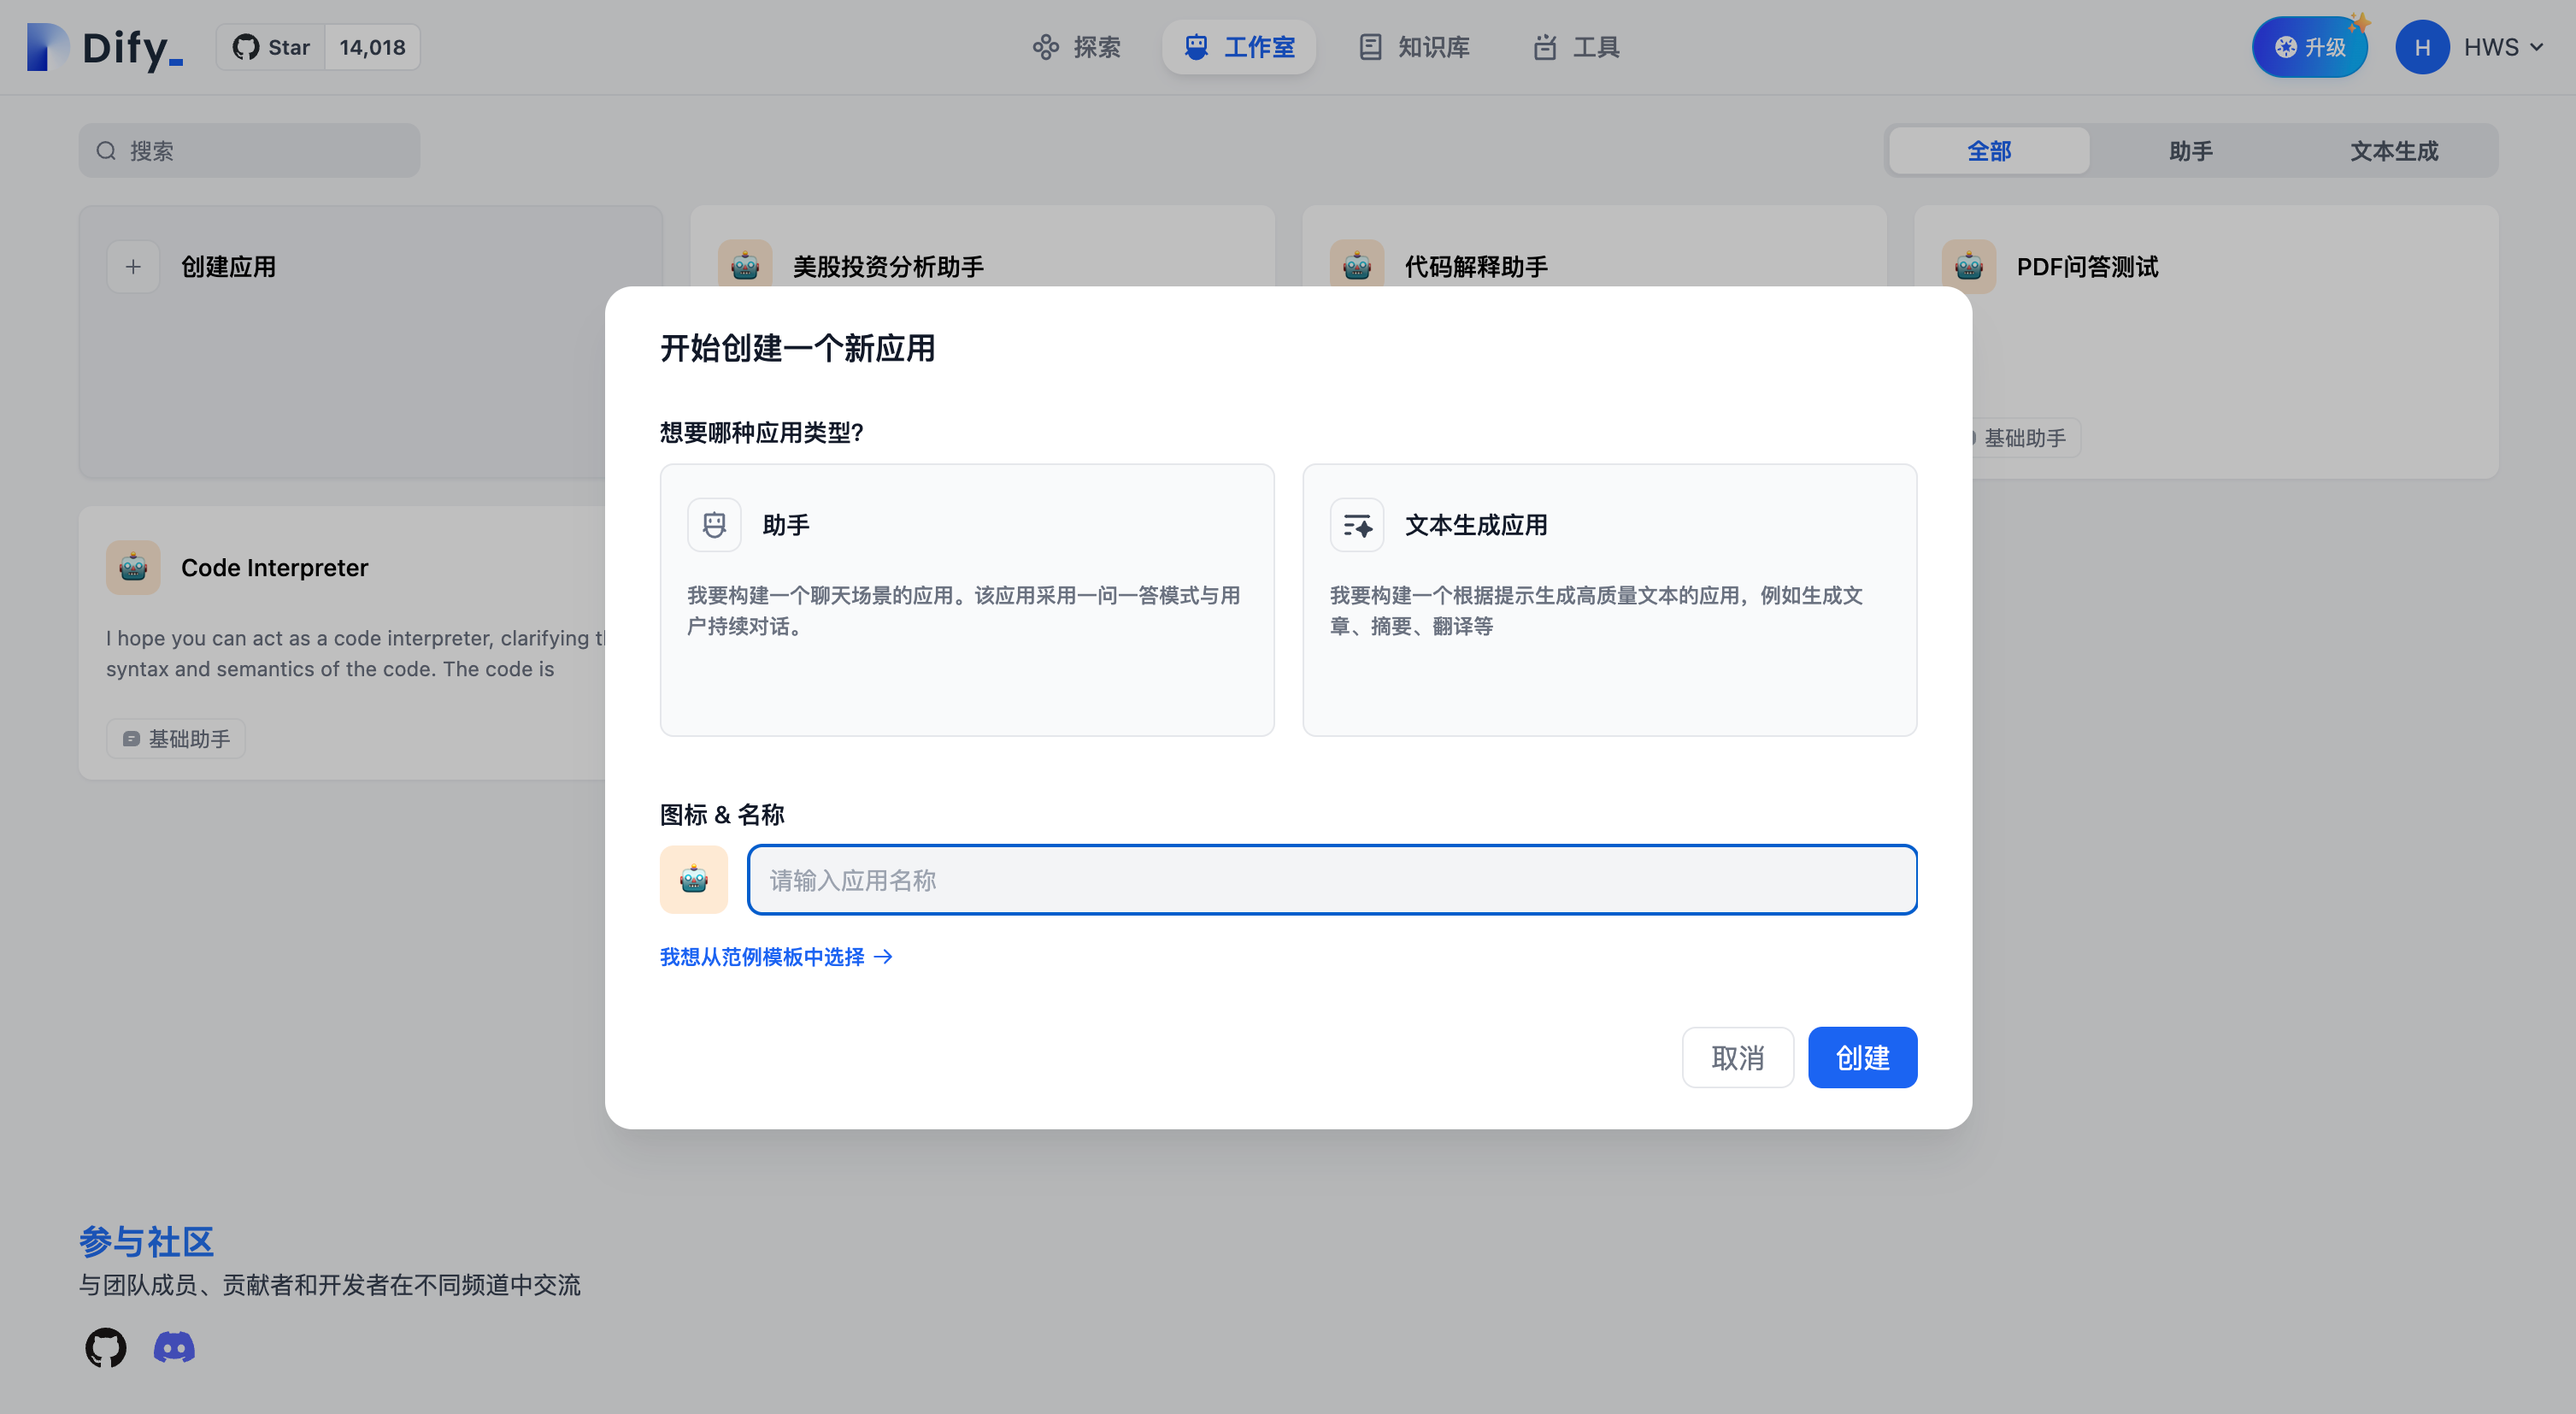 Dify_
Star 14,018
探索
工作室
知识库
工具
升级
H HWS
搜索
全部
助手
文本生成
创建应用
美股投资分析助手
代码解释助手
PDF问答测试
基础助手
Code Interpreter
I hope you can act as a code interpreter, clarifying
syntax and semantics of the code. The code is
基础助手
开始创建一个新应用
想要哪种应用类型?
助手
我要构建一个聊天场景的应用。该应用采用一问一答模式与用
户持续对话。
文本生成应用
我要构建一个根据提示生成高质量文本的应用，例如生成文
章、摘要、翻译等
图标 & 名称
请输入应用名称
我想从范例模板中选择 →
取消
创建
参与社区
与团队成员、贡献者和开发者在不同频道中交流